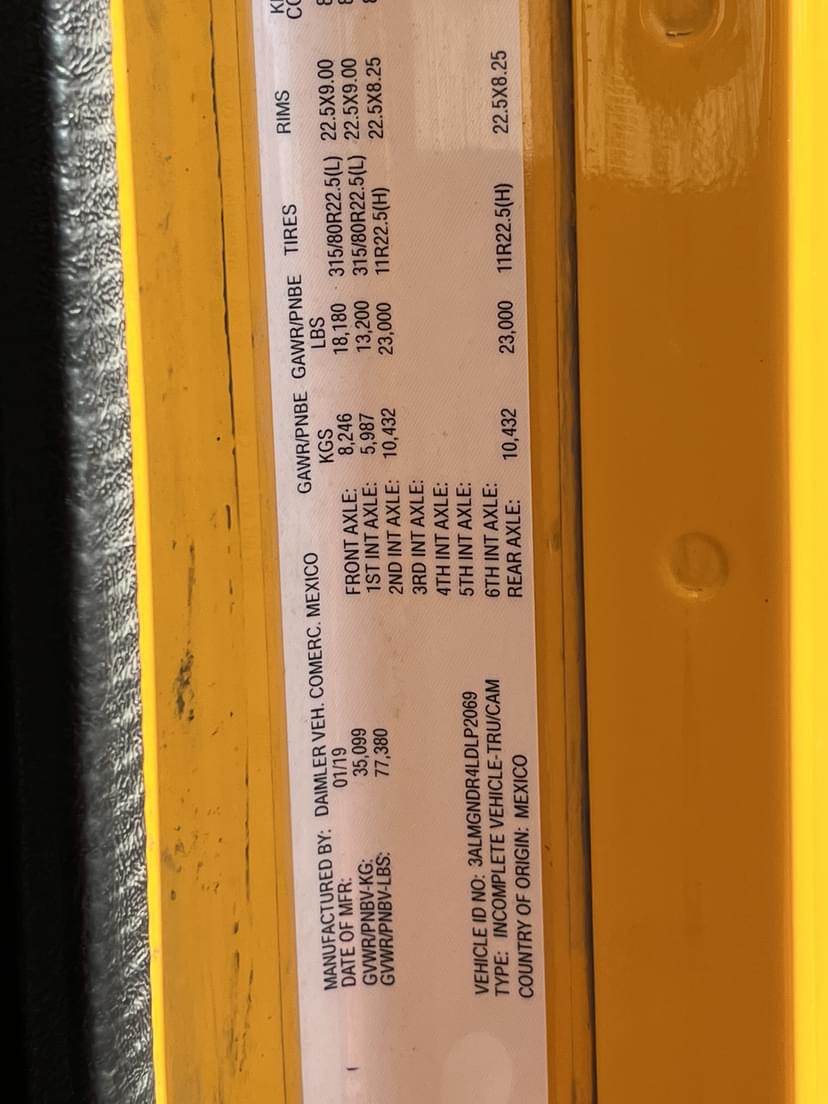 GAWR/PNBE GAWR/PNBE TIRES RIMS
MANUFACTURED BY: DAIMLER VEH. COMERC. MEXICO KGS LBS
DATE OF MFR: 01/19 FRONT AXLE: 8,246 18,180 315/80R22.5(L) 22.5X9.00
GVWR/PNBV-KG: 35,099 1ST INT AXLE: 5,987 13,200 315/80R22.5(L) 22.5X9.00
GVWR/PNBV-LBS: 77,380 2ND INT AXLE: 10,432 23,000 11R22.5(H) 22.5X8.25
3RD INT AXLE:
4TH INT AXLE:
5TH INT AXLE:
VEHICLE ID NO: 3ALMGNDR4LDLP2069 6TH INT AXLE:
TYPE: INCOMPLETE VEHICLE-TRU/CAM REAR AXLE: 10,432 23,000 11R22.5(H) 22.5X8.25
COUNTRY OF ORIGIN: MEXICO